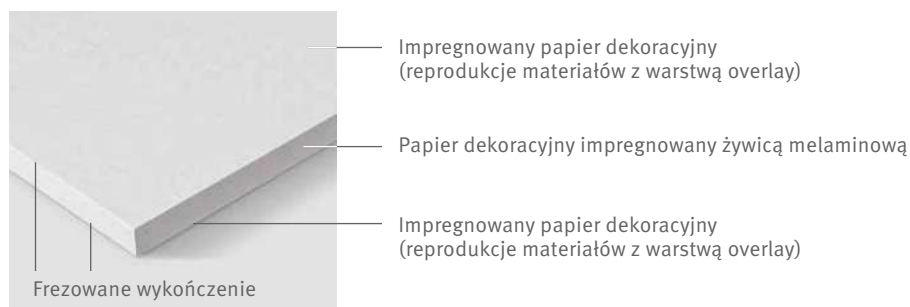 Impregnowany papier dekoracyjny
(reprodukcje materiałów z warstwą overlay)
Papier dekoracyjny impregnowany żywicą melaminową
Impregnowany papier dekoracyjny
(reprodukcje materiałów z warstwą overlay)
Frezowane wykończenie